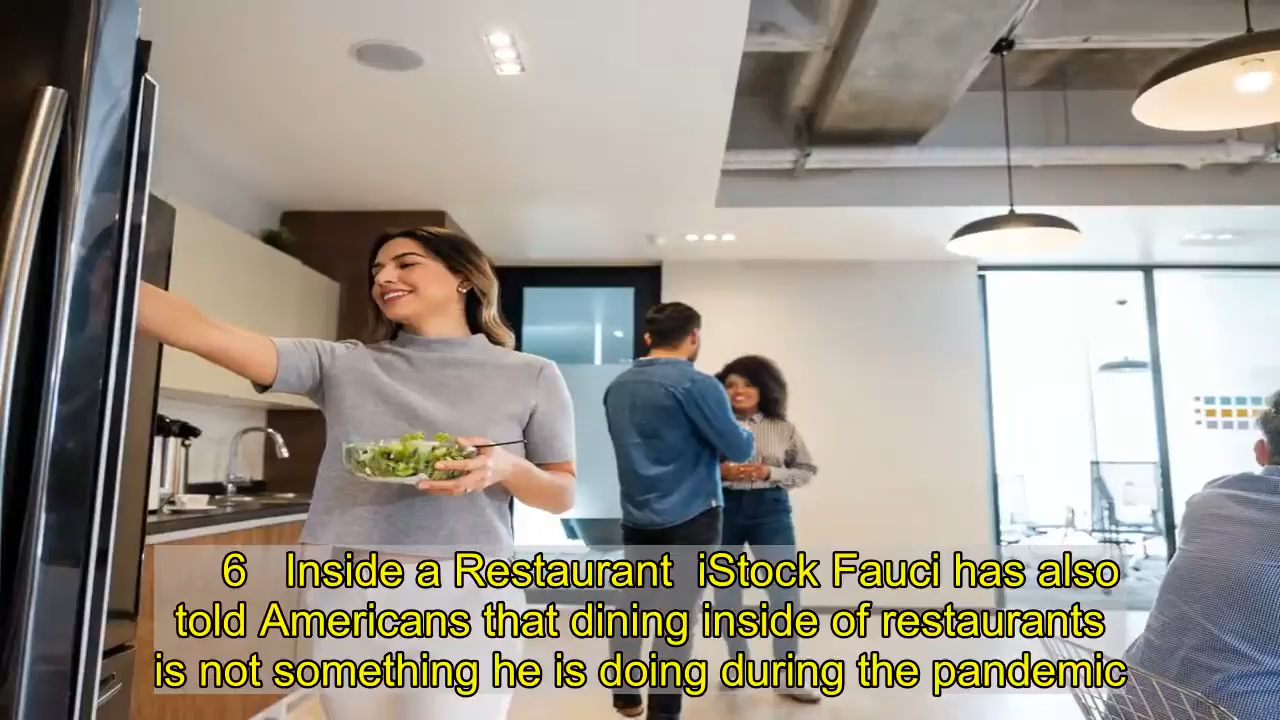 6 Inside a Restaurant iStock Fauci has also
told Americans that dining inside of restaurants
is not something he is doing during the pandemic